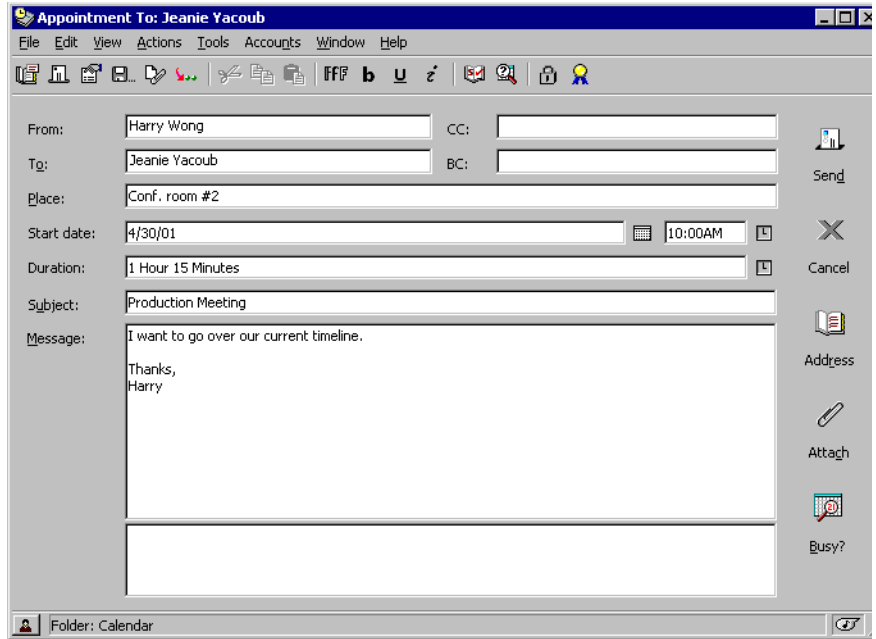 Appointment To: Jeanie Yacoub
File Edit View Actions Tools Accounts Window Help
FFF b u i
From: Harry Wong CC:
To: Jeanie Yacoub BC:
Send
Place: Conf. room #2
Start date: 4/30/01 10:00AM
Duration: 1 Hour 15 Minutes
Cancel
Subject: Production Meeting
Message: I want to go over our current timeline.
Thanks,
Harry
Address
Attach
21
Busy?
Folder: Calendar